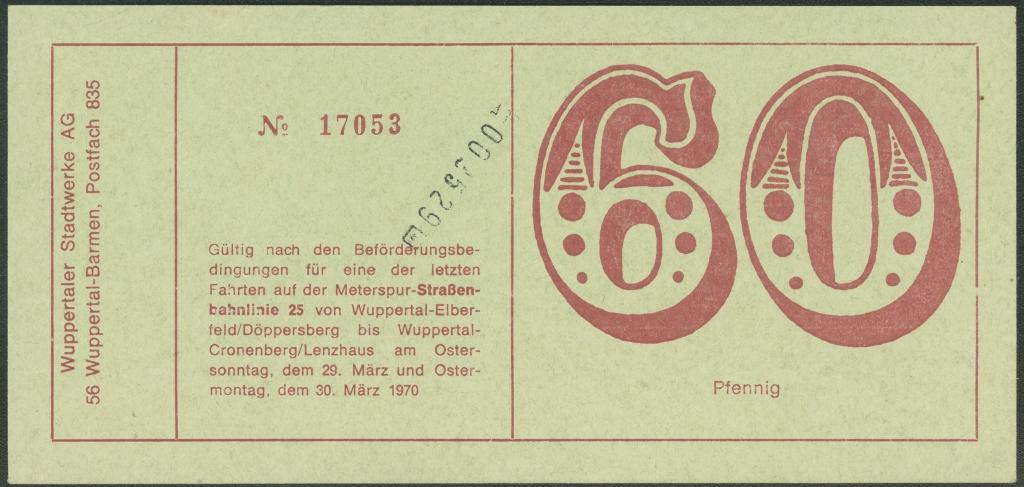 Wuppertaler Stadtwerke AG
56 Wuppertal-Barmen, Postfach 835
№ 17053
Gültig nach den Beförderungsbe-
dingungen für eine der letzten
Fahrten auf der Meterspur-Straßen-
bahnlinie 25 von Wuppertal-Elber-
feld/Döppersberg bis Wuppertal-
Cronenberg/Lenzhaus am Oster-
sonntag, dem 29. März und Oster-
montag, dem 30. März 1970
60
Pfennig